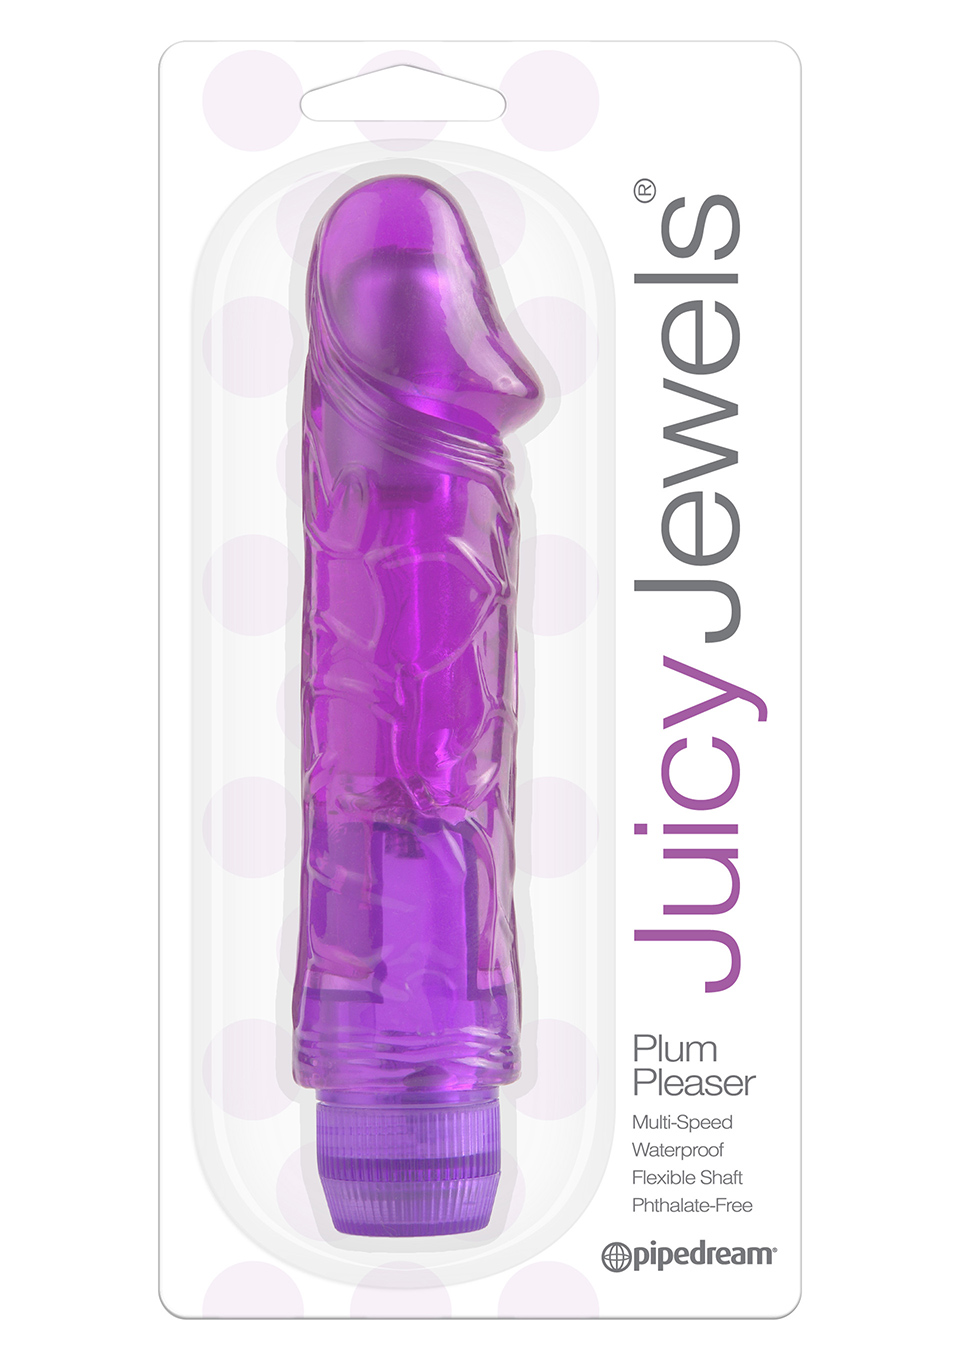 Juicy Jewels®
Plum
Pleaser
Multi-Speed
Waterproof
Flexible Shaft
Phthalate-Free
pipedream®